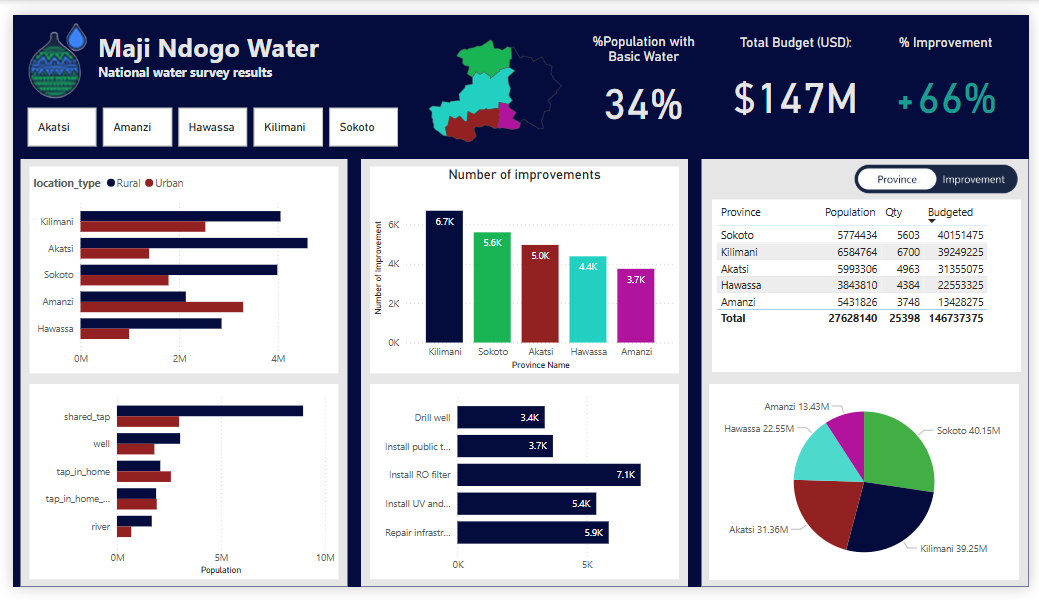 Maji Ndogo Water
National water survey results
Akatsi
Amanzi
Hawassa
Kilimani
Sokoto
%Population with
Basic Water
34%
Total Budget (USD):
$147M
% Improvement
+66%
location_type Rural Urban
Kilimani
Akatsi
Sokoto
Amanzi
Hawassa
0M 2M 4M
Number of improvements
Number of Improvement
6K
4K
2K
0K
6.7K
5.6K
5.0K
4.4K
3.7K
Kilimani Sokoto Akatsi Hawassa Amanzi
Province Name
Province Improvement
Province Population Qty Budgeted
Sokoto 5774434 5603 40151475
Kilimani 6584764 6700 39249225
Akatsi 5993306 4963 31355075
Hawassa 3843810 4384 22553325
Amanzi 5431826 3748 13428275
Total 27628140 25398 146737375
shared_tap
well
tap_in_home
tap_in_home_...
river
0M 5M 10M
Population
Drill well 3.4K
Install public t... 3.7K
Install RO filter 7.1K
Install UV and... 5.4K
Repair infrastr... 5.9K
0K 5K
Amanzi 13.43M
Hawassa 22.55M
Sokoto 40.15M
Akatsi 31.36M
Kilimani 39.25M